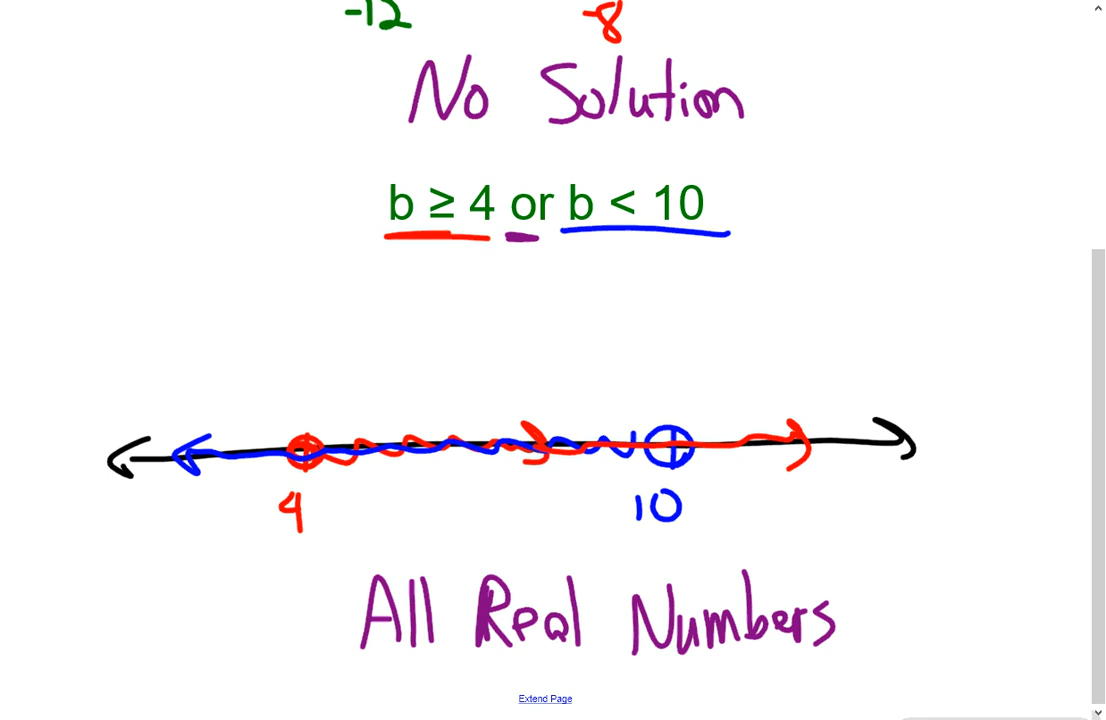 -12 -8
No Solution
b ≥ 4 or b < 10
4 10
All Real Numbers
Extend Page